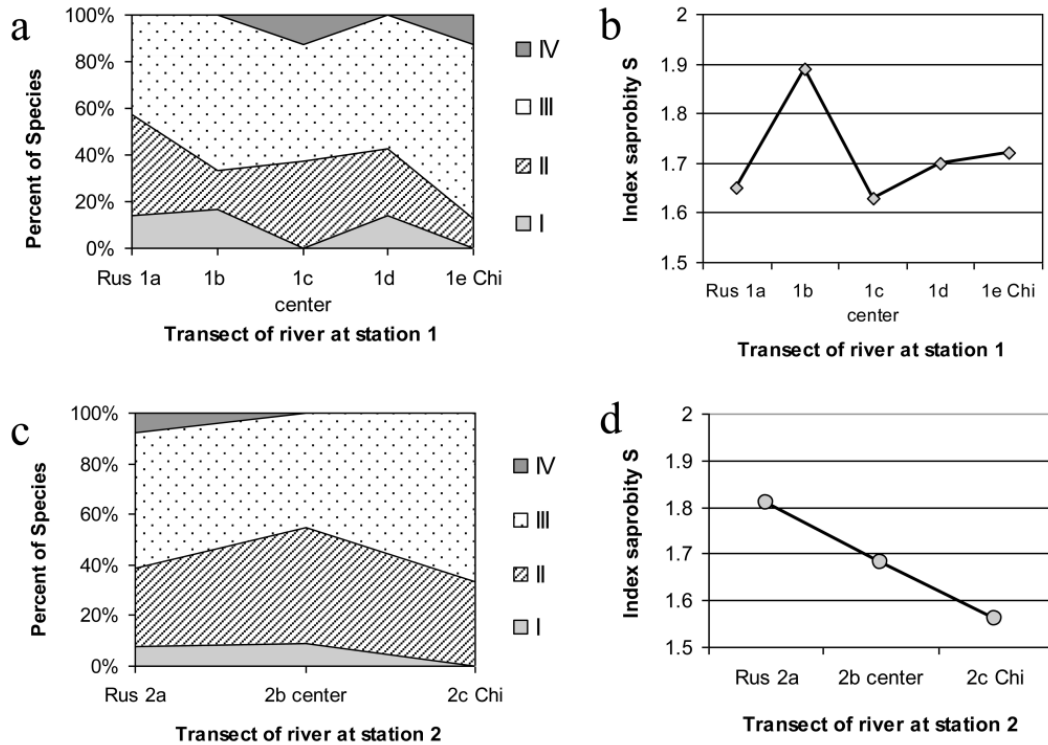 a
100%
80%
60%
40%
20%
0%
Percent of Species
Rus 1a 1b 1c 1d 1e Chi
center
Transect of river at station 1
IV
III
II
I
b
2
1.9
1.8
1.7
1.6
1.5
Index saprobity S
Rus 1a 1b 1c 1d 1e Chi
center
Transect of river at station 1
c
100%
80%
60%
40%
20%
0%
Percent of Species
Rus 2a 2b center 2c Chi
Transect of river at station 2
IV
III
II
I
d
2
1.9
1.8
1.7
1.6
1.5
Index saprobity S
Rus 2a 2b center 2c Chi
Transect of river at station 2